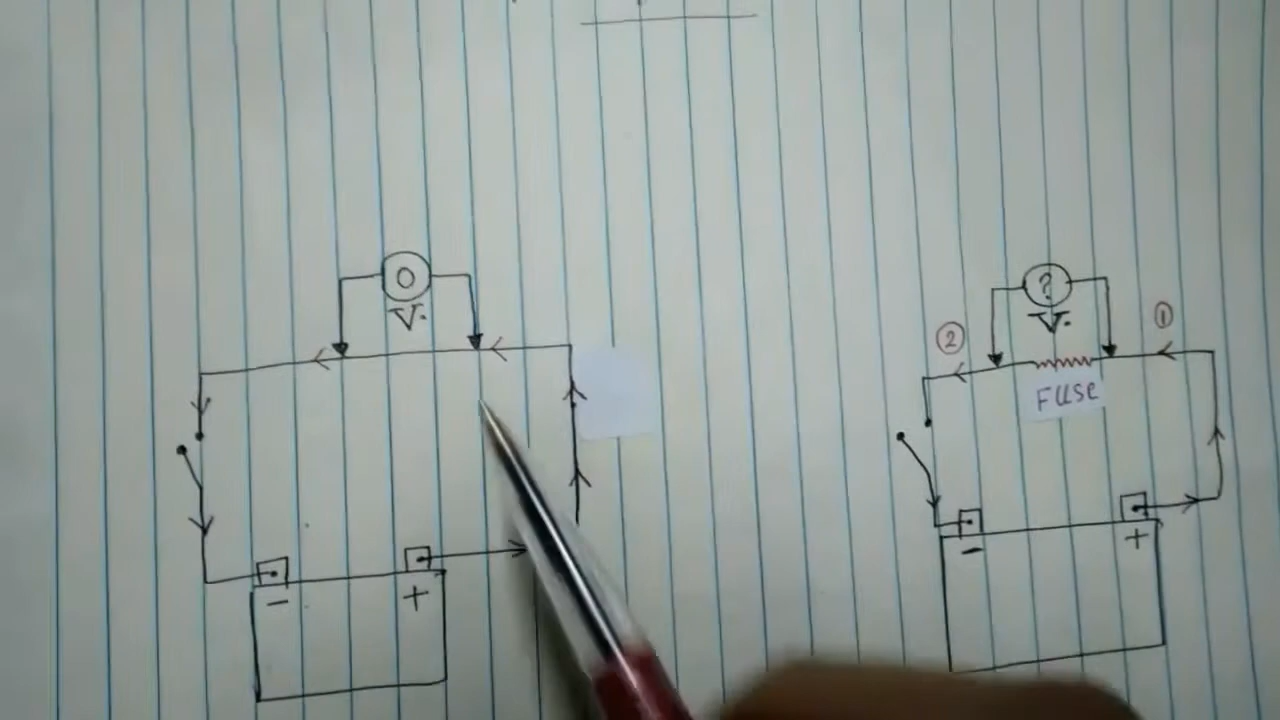 0
V.
- +
?
V.
② ①
Fuse
- +